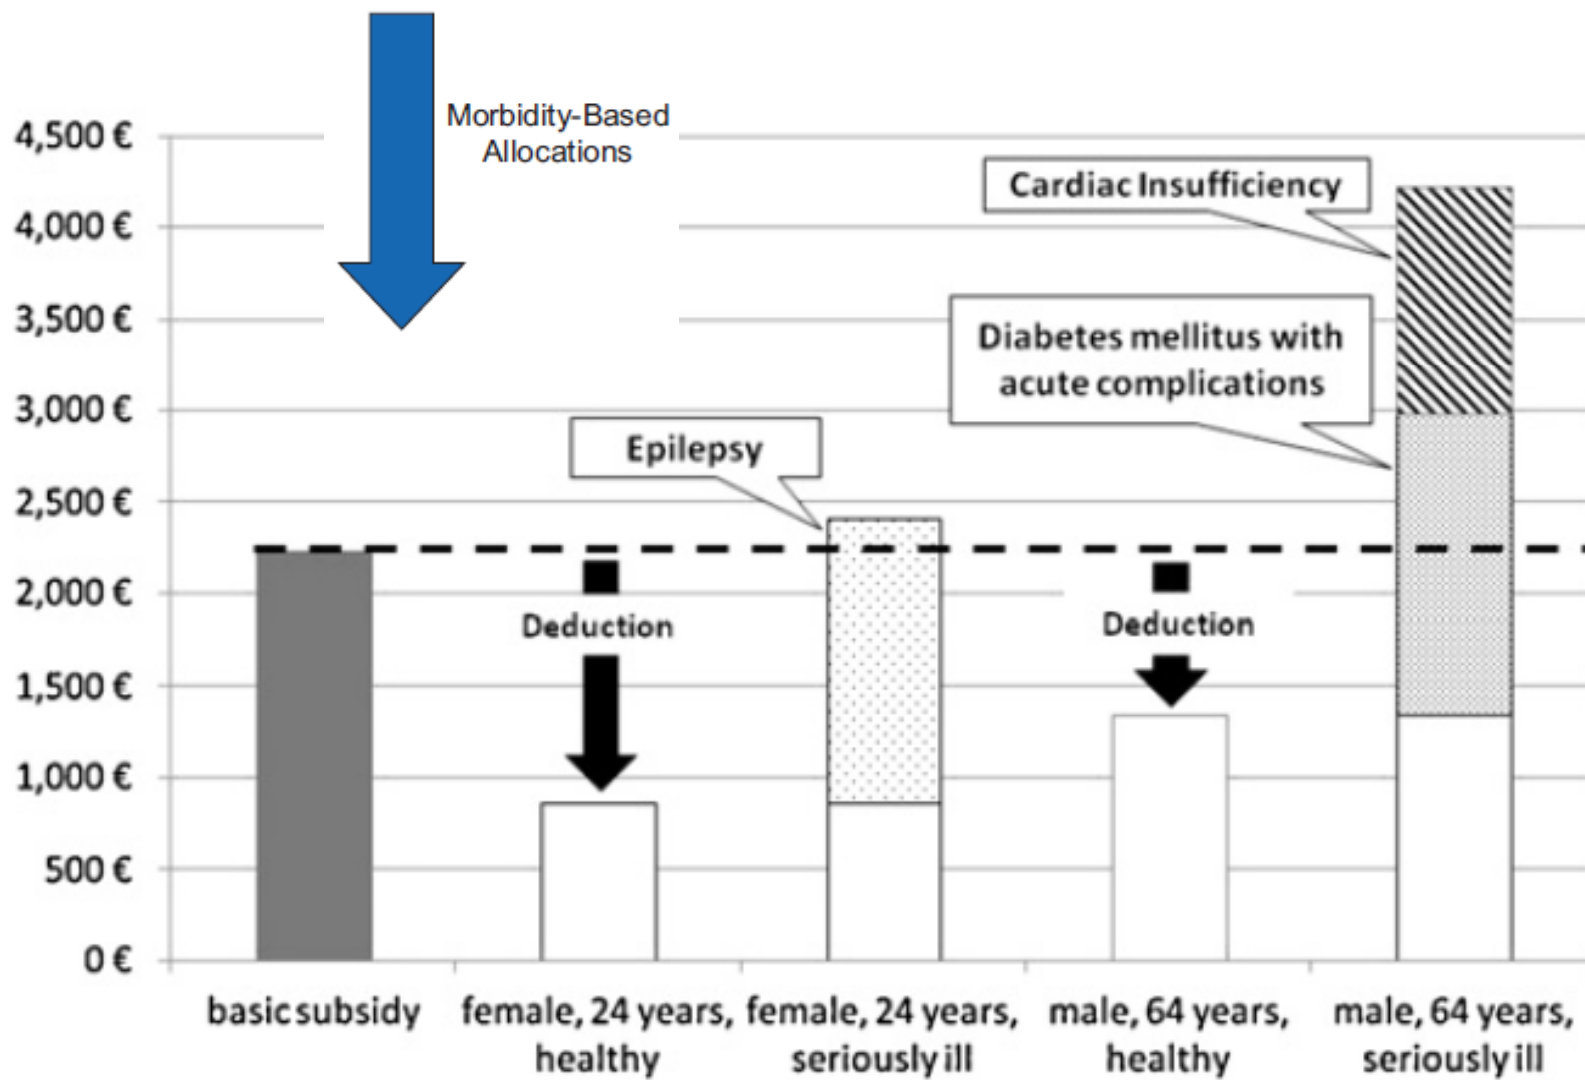 Morbidity-Based
Allocations
4,500 €
4,000 €
3,500 €
3,000 €
2,500 €
2,000 €
1,500 €
1,000 €
500 €
0 €
Cardiac Insufficiency
Diabetes mellitus with
acute complications
Epilepsy
Deduction
Deduction
basic subsidy
female, 24 years,
healthy
female, 24 years,
seriously ill
male, 64 years,
healthy
male, 64 years,
seriously ill